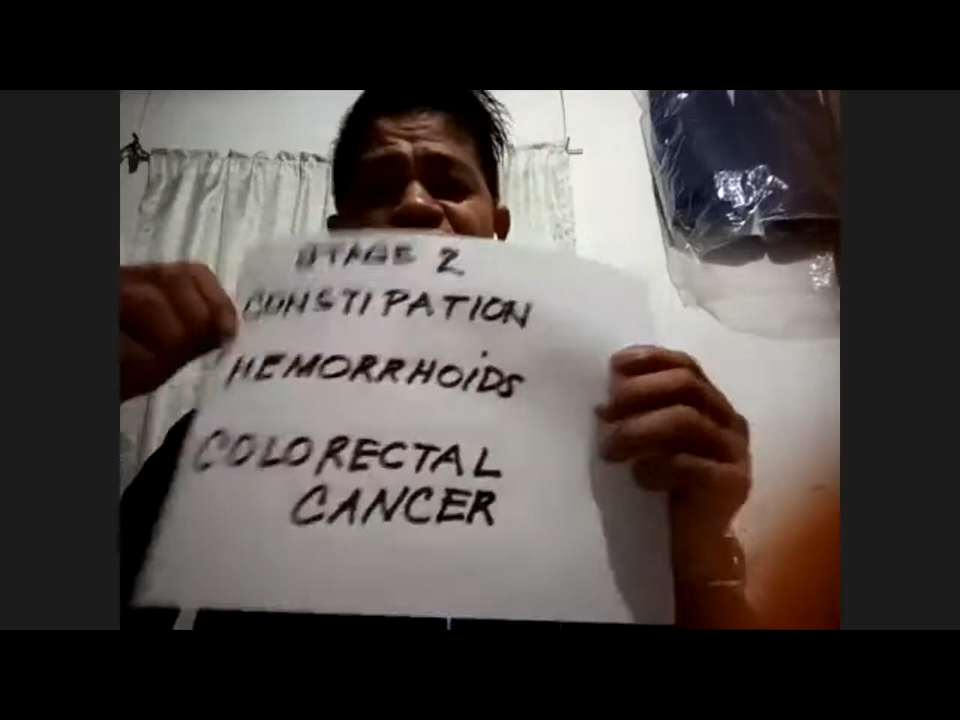 STAGE 2
CONSTIPATION
HEMORRHOIDS
COLORECTAL
CANCER